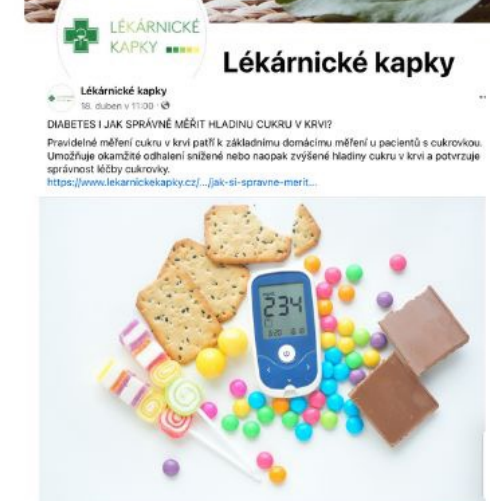 LÉKÁRNICKÉ
KAPKY
Lékárnické kapky
Lékárnické kapky
18. duben v 11:00 ·
DIABETES I JAK SPRÁVNĚ MĚŘIT HLADINU CUKRU V KRVI?
Pravidelné měření cukru v krvi patří k základnímu domácímu měření u pacientů s cukrovkou.
Umožňuje okamžité odhalení snížené nebo naopak zvýšené hladiny cukru v krvi a potvrzuje
správnost léčby cukrovky.
https://www.lekarnickekapky.cz/.../jak-si-spravne-merit...
234